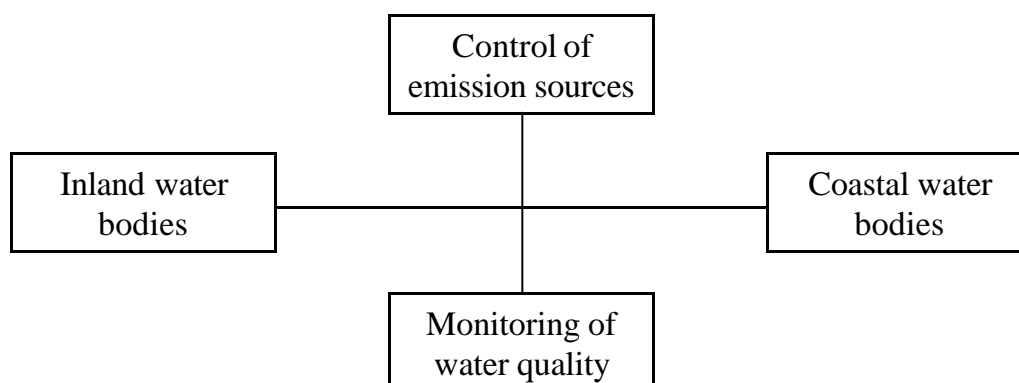 Control of
emission sources
Inland water
bodies
Coastal water
bodies
Monitoring of
water quality